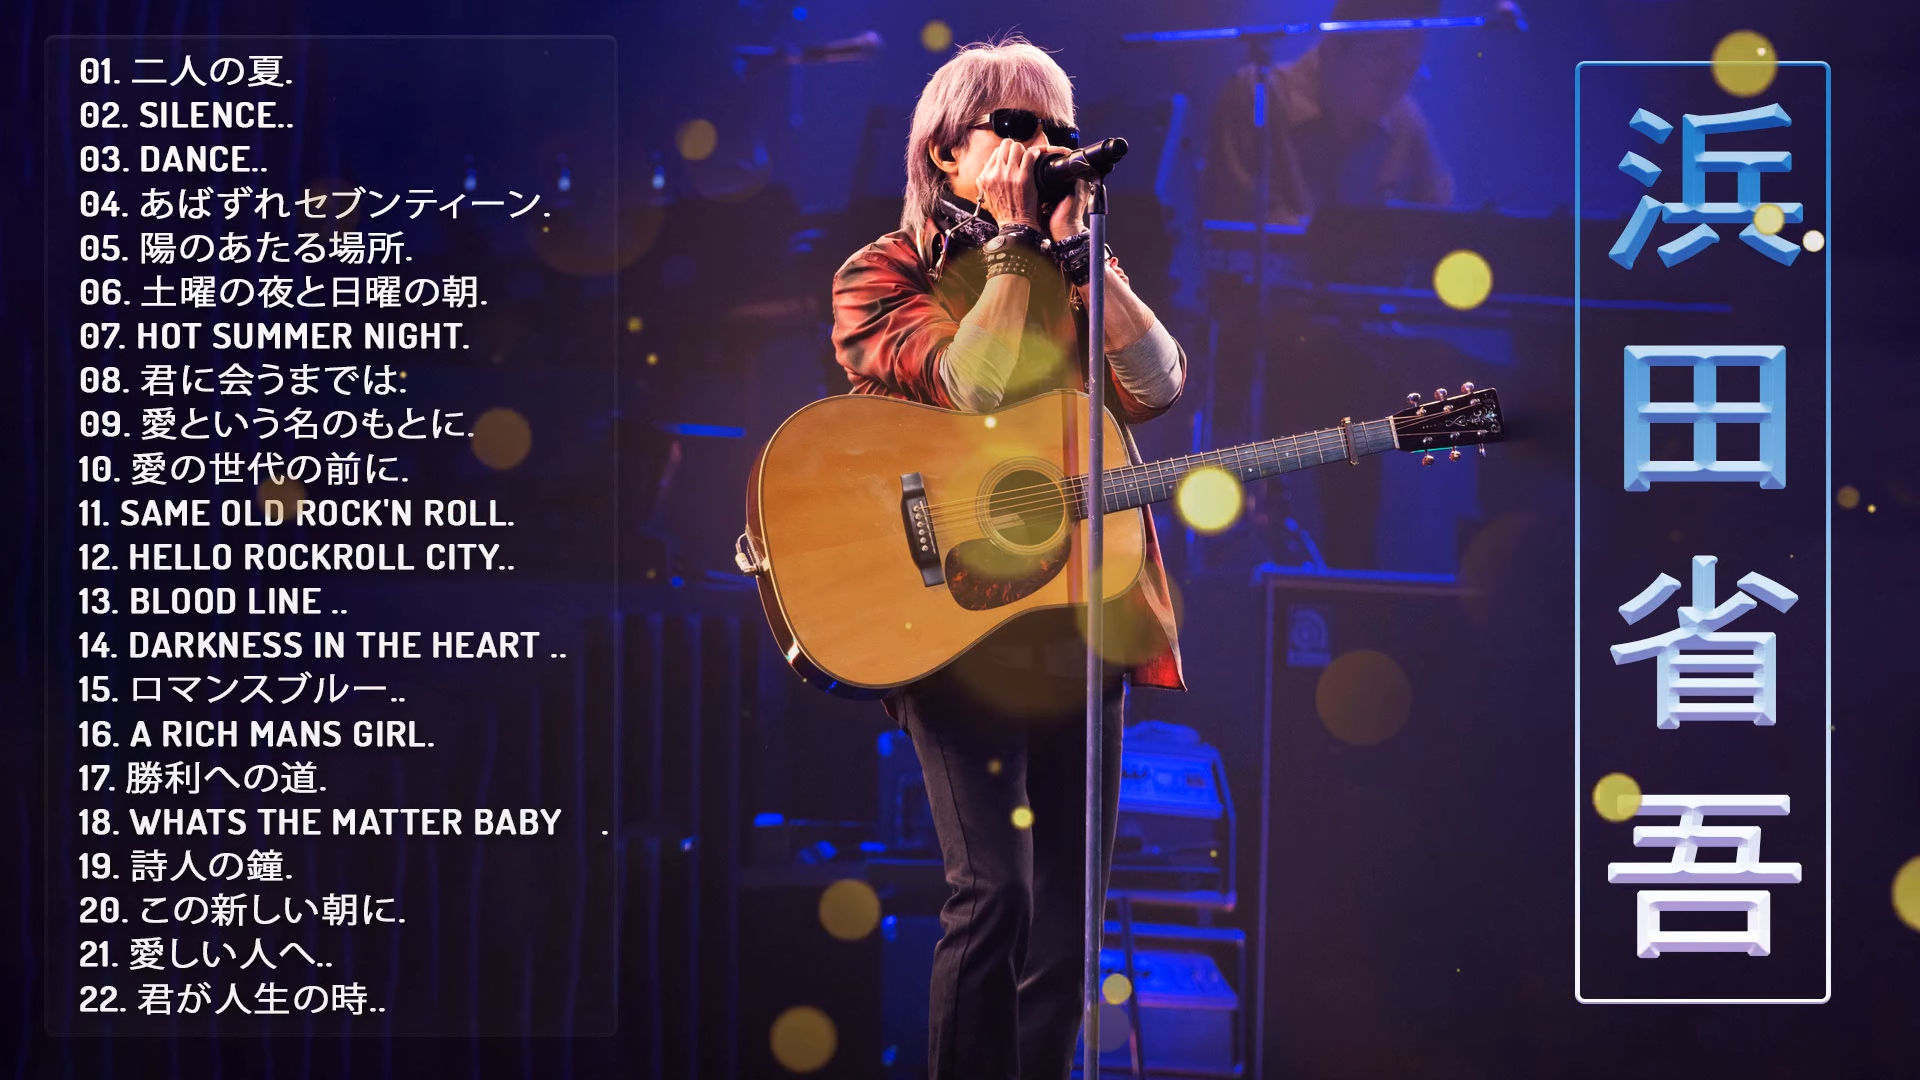 01. 二人の夏.
02. SILENCE..
03. DANCE..
04. あばずれセブンティーン.
05. 陽のあたる場所.
06. 土曜の夜と日曜の朝.
07. HOT SUMMER NIGHT.
08. 君に会うまでは.
09. 愛という名のもとに.
10. 愛の世代の前に.
11. SAME OLD ROCK'N ROLL.
12. HELLO ROCKROLL CITY..
13. BLOOD LINE ..
14. DARKNESS IN THE HEART ..
15. ロマンスブルー..
16. A RICH MANS GIRL.
17. 勝利への道.
18. WHATS THE MATTER BABY .
19. 詩人の鐘.
20. この新しい朝に.
21. 愛しい人へ..
22. 君が人生の時..
浜田省吾